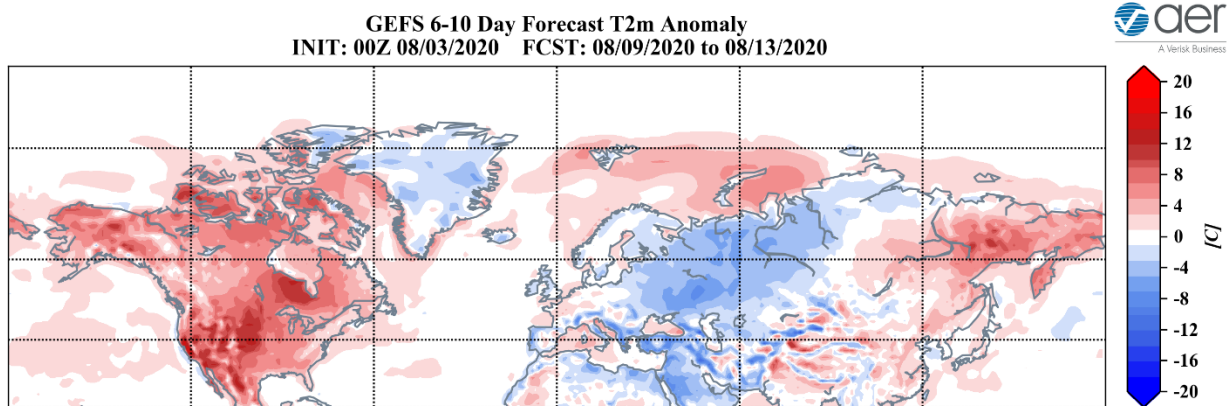 GEFS 6-10 Day Forecast T2m Anomaly
INIT: 00Z 08/03/2020 FCST: 08/09/2020 to 08/13/2020
aer
A Verisk Business
20
16
12
8
4
0
-4
-8
-12
-16
-20
[C]